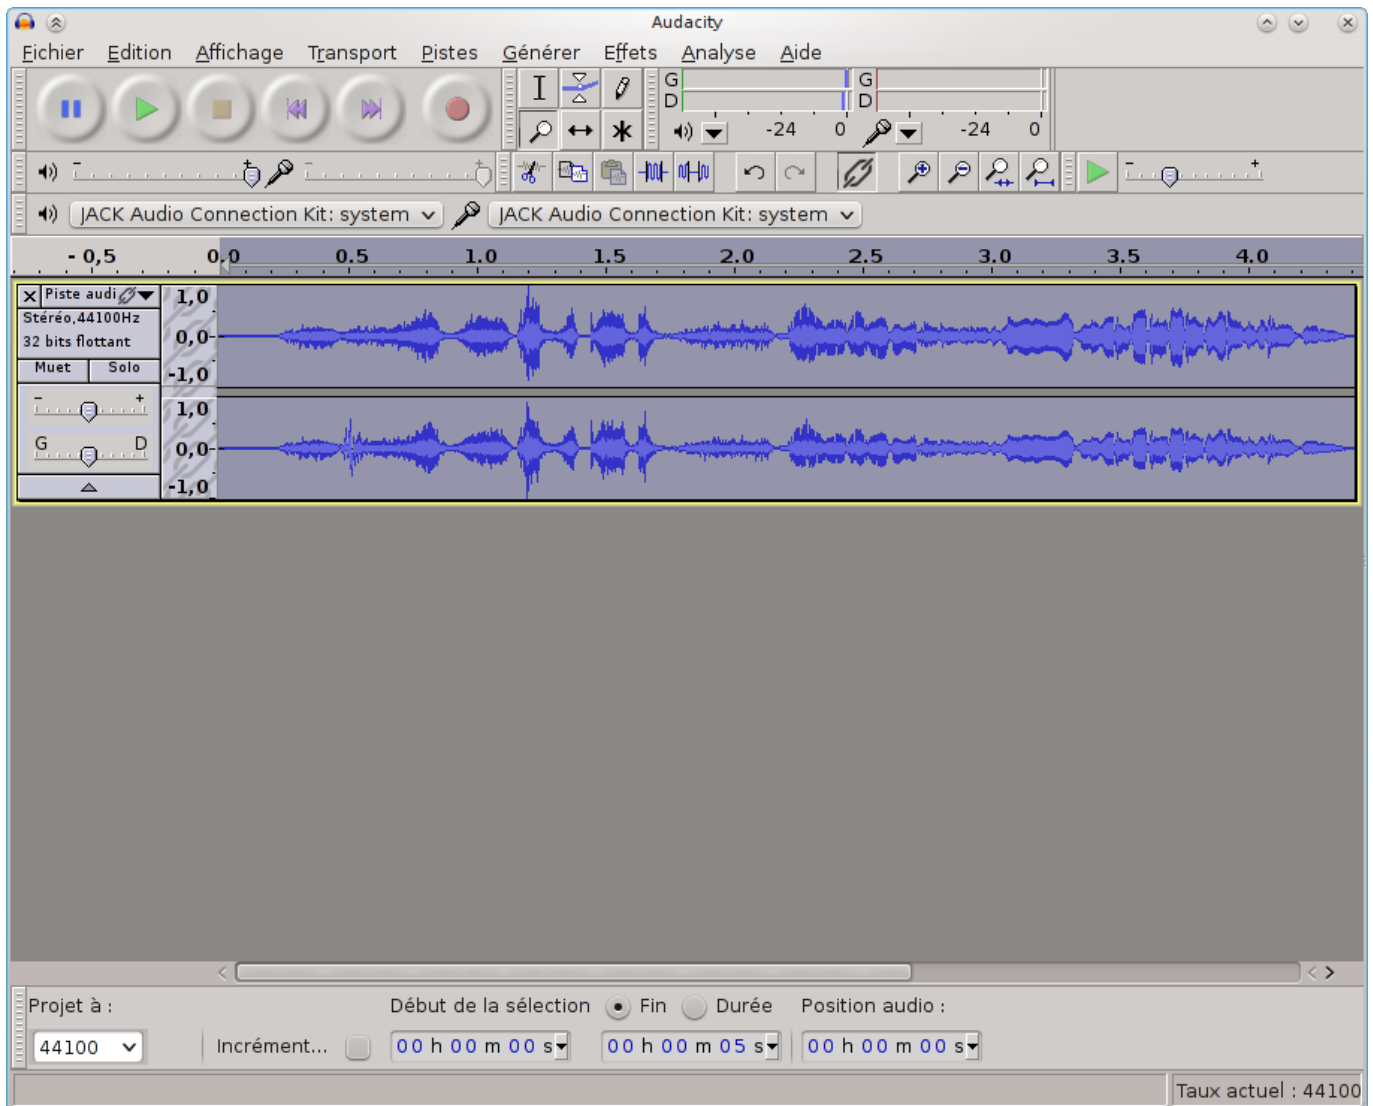 Audacity
Fichier Edition Affichage Transport Pistes Générer Effets Analyse Aide
G
D
-24 0
G
D
-24 0
- + - + - +
JACK Audio Connection Kit: system JACK Audio Connection Kit: system
- 0,5 0,0 0.5 1.0 1.5 2.0 2.5 3.0 3.5 4.0
X Piste audi
Stéréo,44100Hz
32 bits flottant
Muet Solo
- +
G D
1,0
0,0-
-1,0
1,0
0,0-
-1,0
Projet à : Début de la sélection Fin Durée Position audio :
44100 Incrément... 00 h 00 m 00 s 00 h 00 m 05 s 00 h 00 m 00 s
Taux actuel : 44100